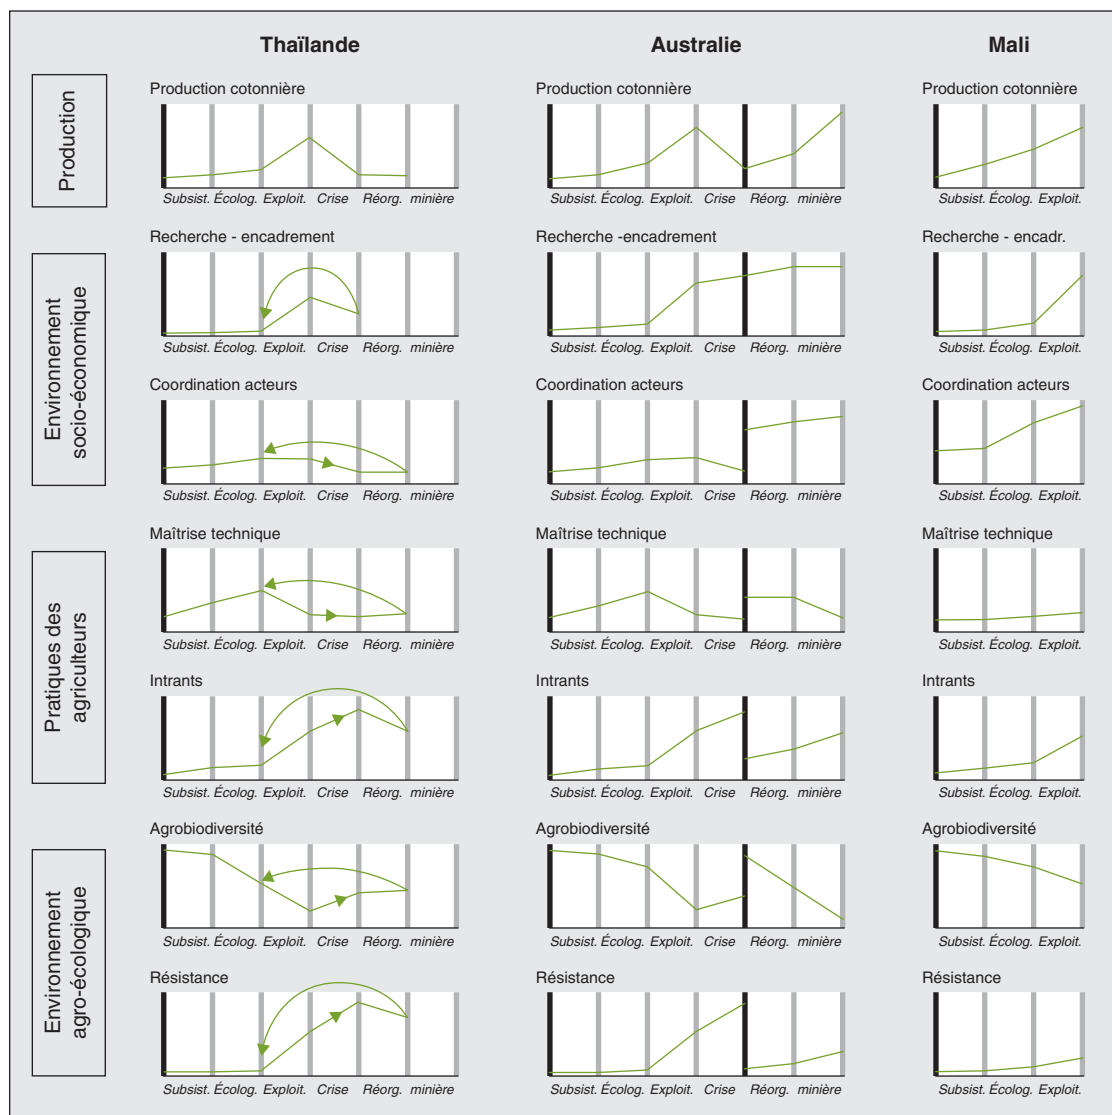 Thaïlande Australie Mali
Production
Production cotonnière Production cotonnière Production cotonnière
Subsist. Écolog. Exploit. Crise Réorg. minière Subsist. Écolog. Exploit. Crise Réorg. minière Subsist. Écolog. Exploit.
Environnement
socio-économique
Recherche - encadrement Recherche -encadrement Recherche - encadr.
Subsist. Écolog. Exploit. Crise Réorg. minière Subsist. Écolog. Exploit. Crise Réorg. minière Subsist. Écolog. Exploit.
Coordination acteurs Coordination acteurs Coordination acteurs
Subsist. Écolog. Exploit. Crise Réorg. minière Subsist. Écolog. Exploit. Crise Réorg. minière Subsist. Écolog. Exploit.
Pratiques des
agriculteurs
Maîtrise technique Maîtrise technique Maîtrise technique
Subsist. Écolog. Exploit. Crise Réorg. minière Subsist. Écolog. Exploit. Crise Réorg. minière Subsist. Écolog. Exploit.
Intrants Intrants Intrants
Subsist. Écolog. Exploit. Crise Réorg. minière Subsist. Écolog. Exploit. Crise Réorg. minière Subsist. Écolog. Exploit.
Environnement
agro-écologique
Agrobiodiversité Agrobiodiversité Agrobiodiversité
Subsist. Écolog. Exploit. Crise Réorg. minière Subsist. Écolog. Exploit. Crise Réorg. minière Subsist. Écolog. Exploit.
Résistance Résistance Résistance
Subsist. Écolog. Exploit. Crise Réorg. minière Subsist. Écolog. Exploit. Crise Réorg. minière Subsist. Écolog. Exploit.